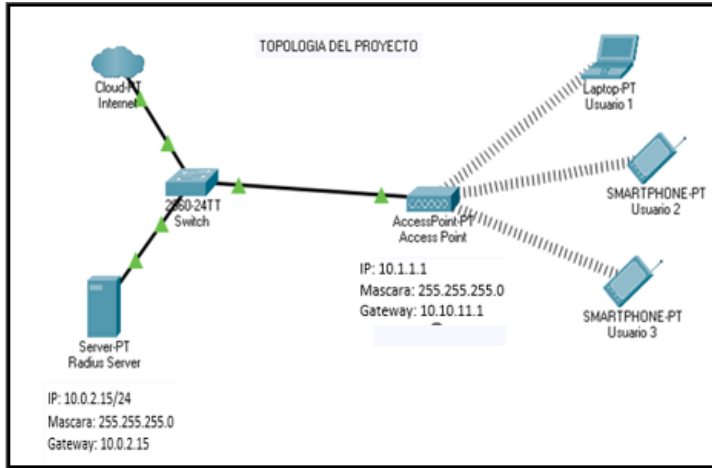 TOPOLOGIA DEL PROYECTO
Cloud-PT
Internet
2960-24TT
Switch
Server-PT
Radius Server
IP: 10.0.2.15/24
Mascara: 255.255.255.0
Gateway: 10.0.2.15
AccessPoint-PT
Access Point
IP: 10.1.1.1
Mascara: 255.255.255.0
Gateway: 10.10.11.1
Laptop-PT
Usuario 1
SMARTPHONE-PT
Usuario 2
SMARTPHONE-PT
Usuario 3